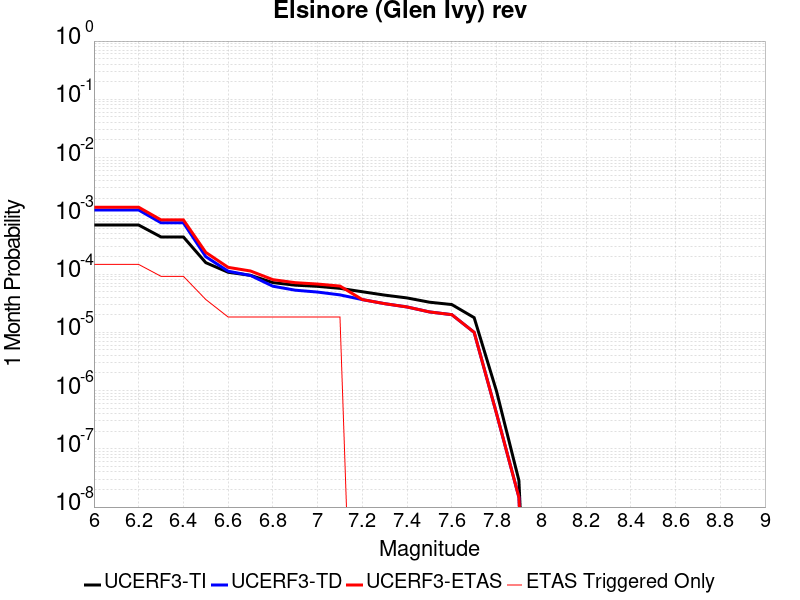 Elsinore (Glen Ivy) rev
1 Month Probability
10^0
10^-1
10^-2
10^-3
10^-4
10^-5
10^-6
10^-7
10^-8
6 6.2 6.4 6.6 6.8 7 7.2 7.4 7.6 7.8 8 8.2 8.4 8.6 8.8 9
Magnitude
UCERF3-TI UCERF3-TD UCERF3-ETAS ETAS Triggered Only